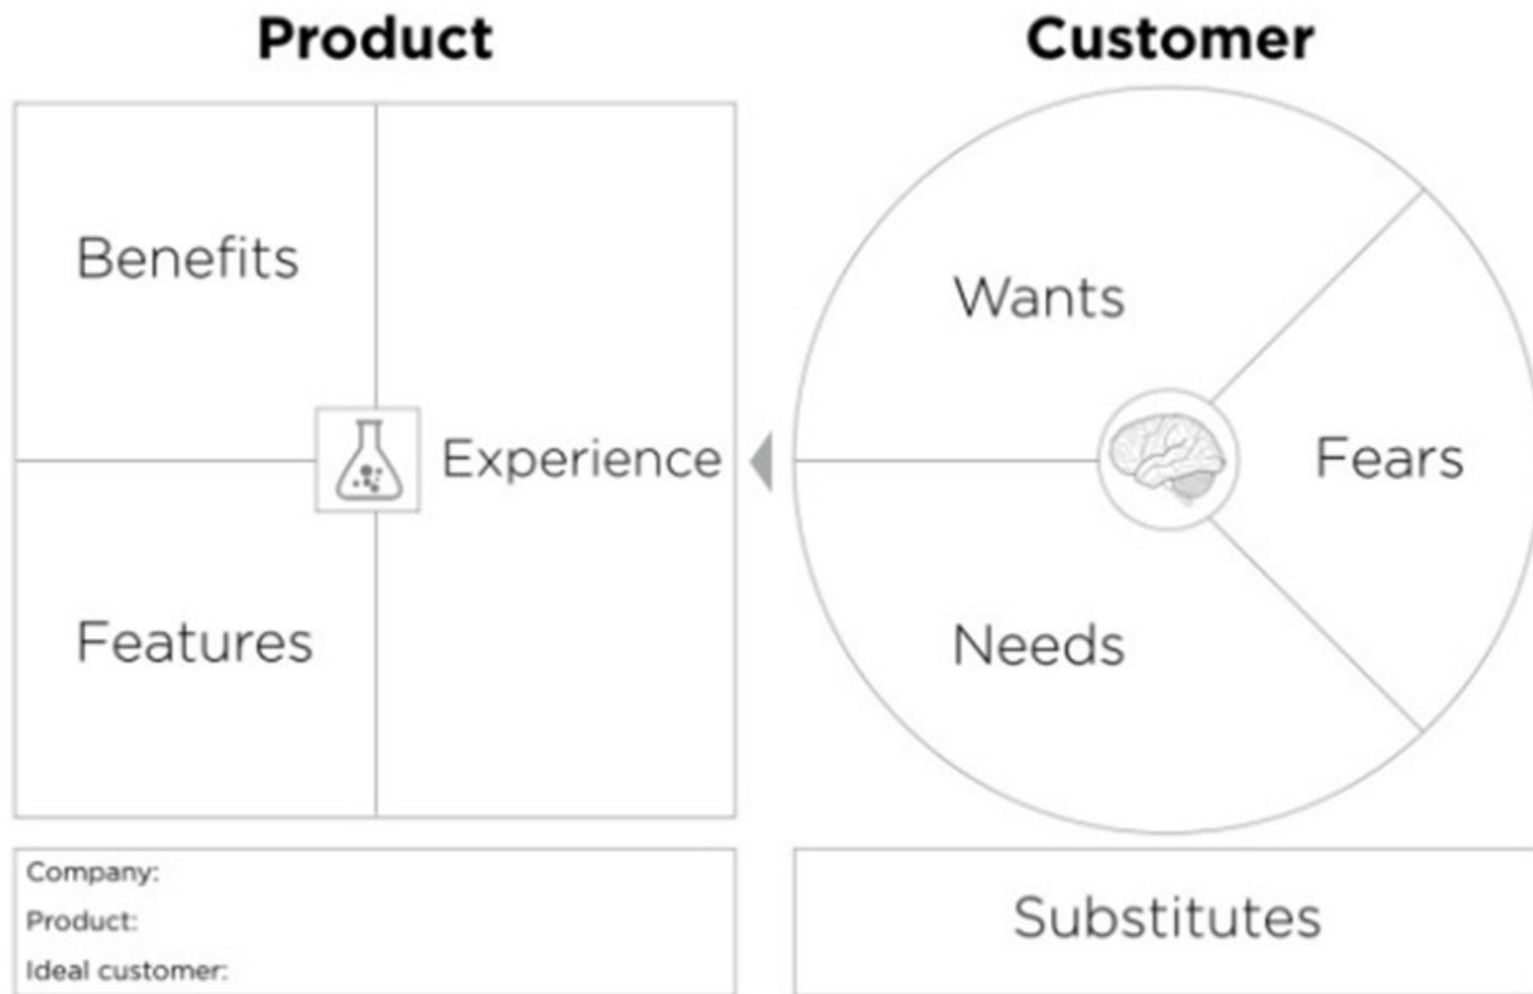 Product
Customer
Benefits
Experience
Features
Wants
Fears
Needs
Company:
Product:
Ideal customer:
Substitutes